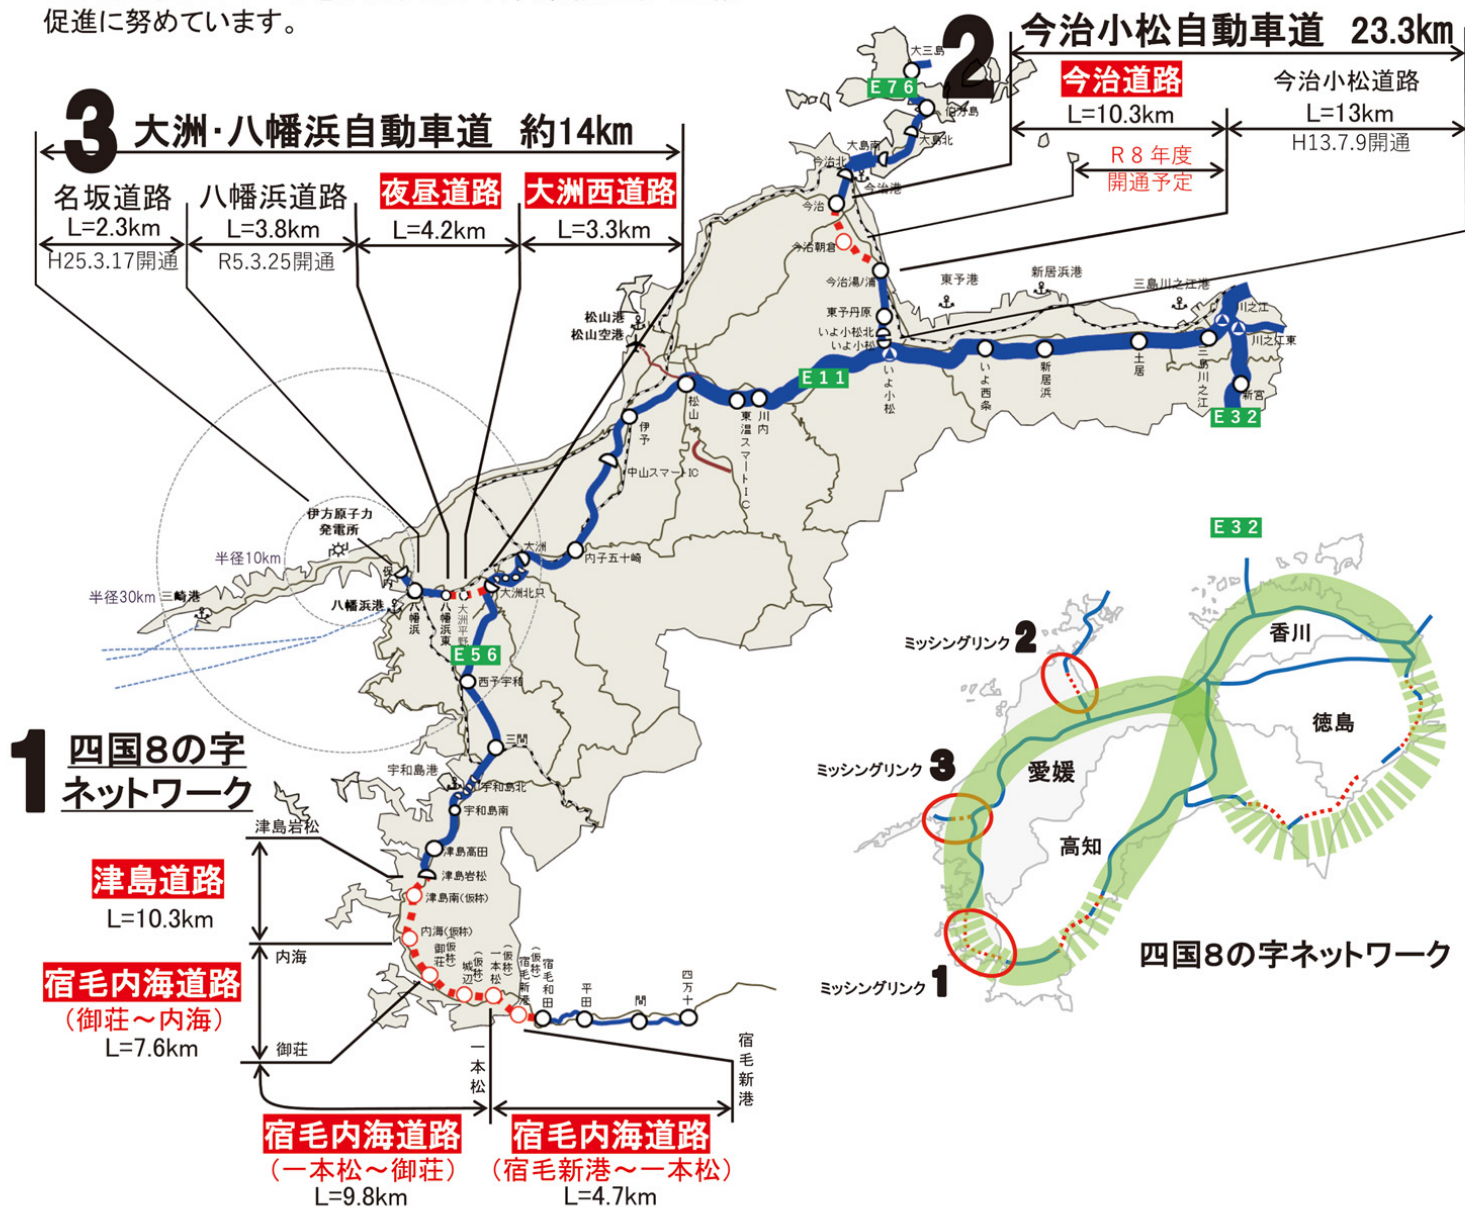 促進に努めています。
2 今治小松自動車道 23.3km
今治道路
L=10.3km
R8年度
開通予定
今治小松道路
L=13km
H13.7.9開通
3 大洲・八幡浜自動車道 約14km
名坂道路
L=2.3km
H25.3.17開通
八幡浜道路
L=3.8km
R5.3.25開通
夜昼道路
L=4.2km
大洲西道路
L=3.3km
大三島
E76
伯方島
大島北
大島南
今治北
今治港
今治
今治朝倉
今治湯ノ浦
東予丹原
いよ小松北
いよ小松
いよ小松
東予港
新居浜港
三島川之江港
川之江
川之江東
三島川之江
土居
新居浜
いよ西条
新宮
E32
E11
松山港
松山空港
松山
東温スマートIC
川内
伊予
中山スマートIC
内子五十崎
大洲
大洲北只
大洲平野
八幡浜東
八幡浜
保内
八幡浜港
伊方原子力
発電所
半径10km
半径30km
三崎港
E56
西予宇和
三間
宇和島港
宇和島北
宇和島南
津島高田
津島岩松
津島南(仮称)
内海(仮称)
御荘(仮称)
城辺(仮称)
一本松(仮称)
宿毛新港(仮称)
宿毛和田
平田
間
四万十
1 四国8の字
ネットワーク
津島岩松
津島道路
L=10.3km
内海
宿毛内海道路
(御荘～内海)
L=7.6km
御荘
一本松
宿毛新港
宿毛内海道路
(一本松～御荘)
L=9.8km
宿毛内海道路
(宿毛新港～一本松)
L=4.7km
E32
ミッシングリンク 2
ミッシングリンク 3
ミッシングリンク 1
香川
徳島
愛媛
高知
四国8の字ネットワーク